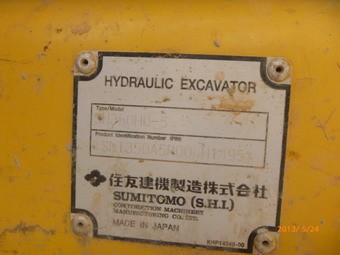 HYDRAULIC EXCAVATOR
Type/Model
Product Identification Number (PIN)
住友建機製造株式会社
SUMITOMO (S.H.I.)
CONSTRUCTION MACHINERY
MANUFACTURING CO., LTD.
MADE IN JAPAN
2013/5/24